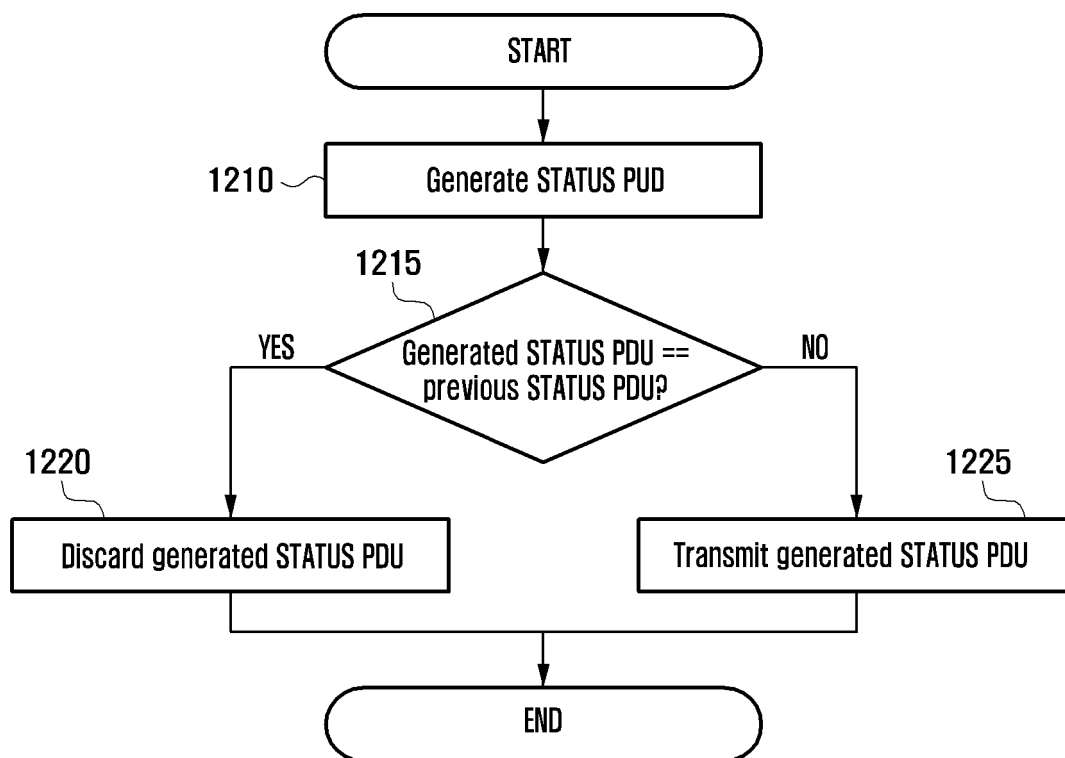 START
1210
Generate STATUS PUD
1215
YES
Generated STATUS PDU ==
previous STATUS PDU?
NO
1220
Discard generated STATUS PDU
1225
Transmit generated STATUS PDU
END